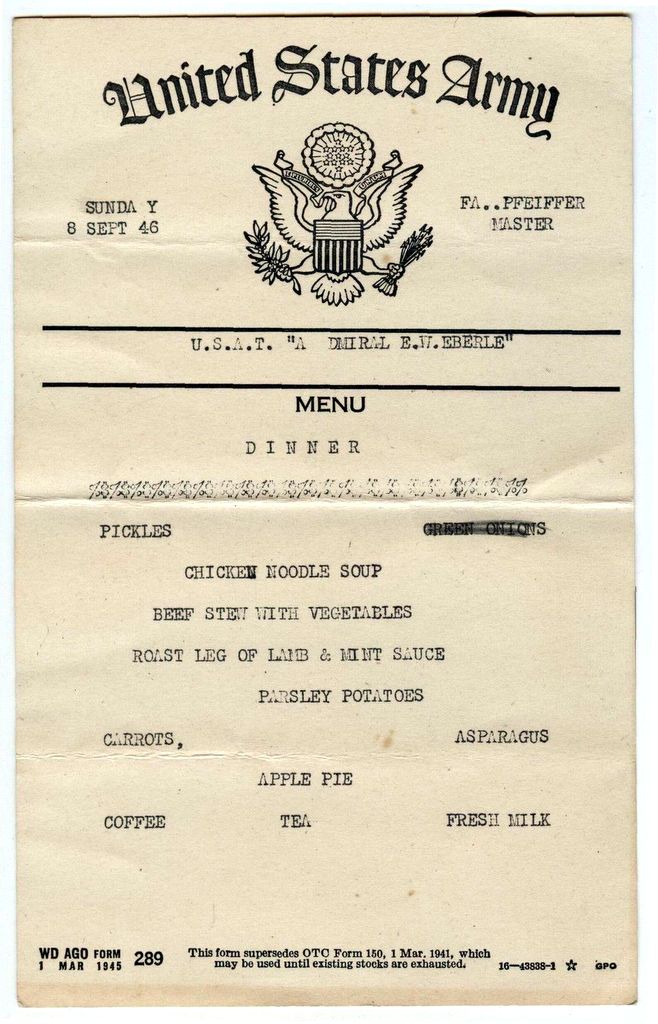 United States Army
SUNDA Y
8 SEPT 46
FA..PFEIFFER
MASTER
U.S.A.T. "A DMIRAL E.W.EBERLE"
MENU
DINNER
PICKLES GREEN ONIONS
CHICKEN NOODLE SOUP
BEEF STEW WITH VEGETABLES
ROAST LEG OF LAMB & MINT SAUCE
PARSLEY POTATOES
CARROTS, ASPARAGUS
APPLE PIE
COFFEE TEA FRESH MILK
WD AGO FORM 289
1 MAR 1945
This form supersedes OTC Form 150, 1 Mar. 1941, which
may be used until existing stocks are exhausted.
16—43838-1 ☆ GPO